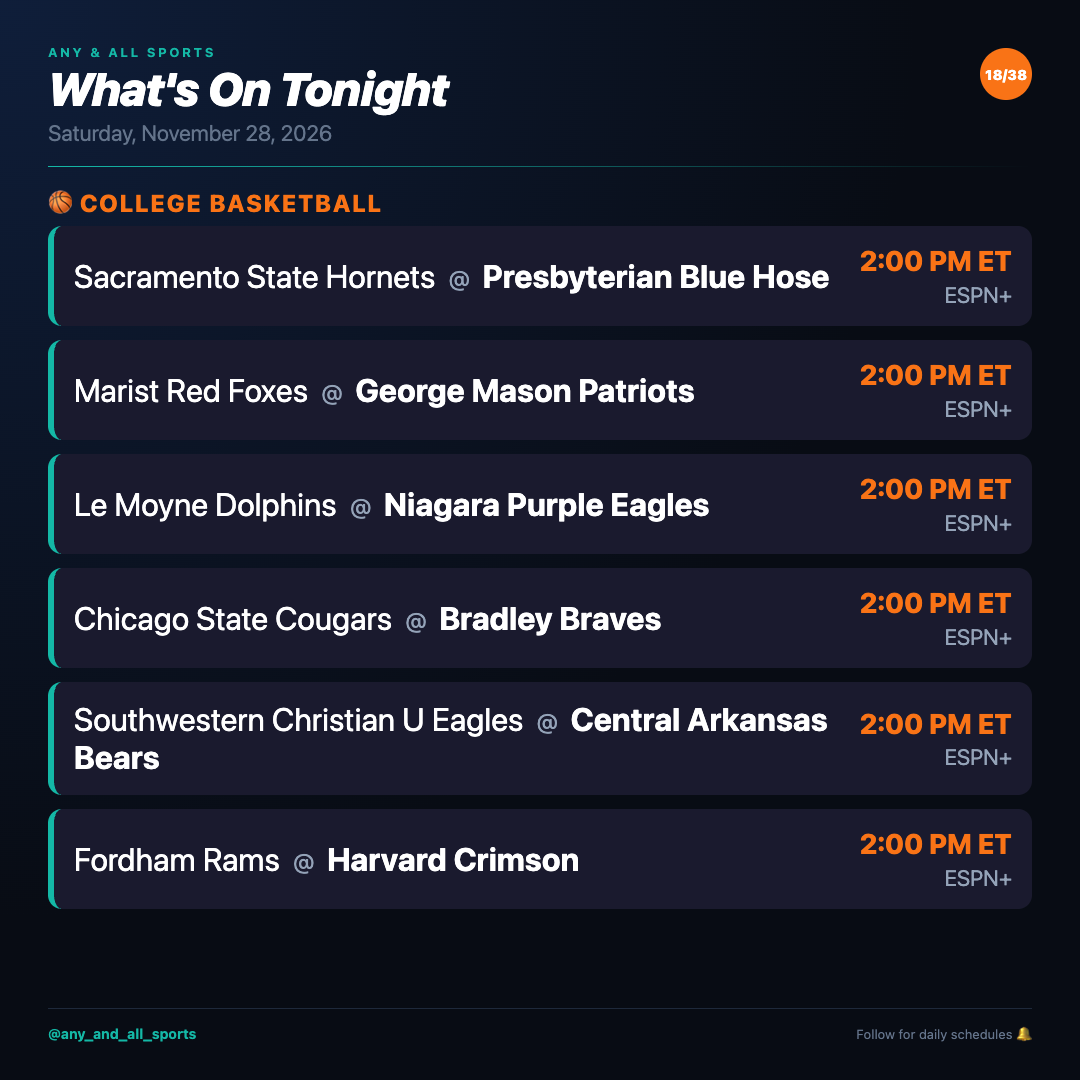 ANY & ALL SPORTS
What's On Tonight
Saturday, November 28, 2026
18/38
🏀 COLLEGE BASKETBALL
Sacramento State Hornets @ Presbyterian Blue Hose
2:00 PM ET
ESPN+
Marist Red Foxes @ George Mason Patriots
2:00 PM ET
ESPN+
Le Moyne Dolphins @ Niagara Purple Eagles
2:00 PM ET
ESPN+
Chicago State Cougars @ Bradley Braves
2:00 PM ET
ESPN+
Southwestern Christian U Eagles @ Central Arkansas
Bears
2:00 PM ET
ESPN+
Fordham Rams @ Harvard Crimson
2:00 PM ET
ESPN+
@any_and_all_sports
Follow for daily schedules 🔔